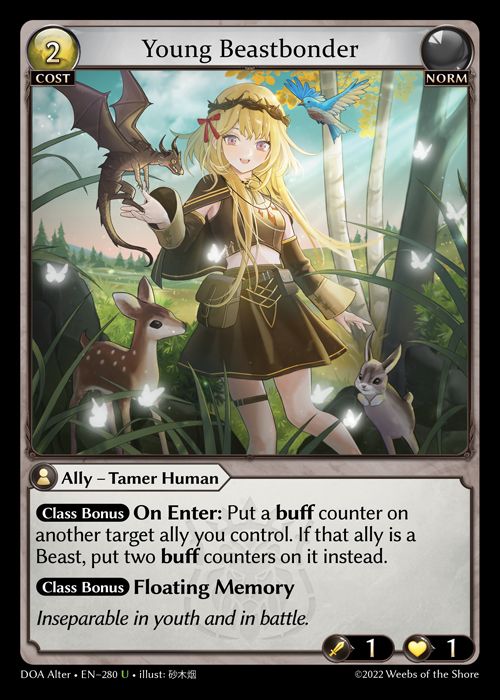 2
COST
Young Beastbonder
NORM
Ally – Tamer Human
Class Bonus On Enter: Put a buff counter on
another target ally you control. If that ally is a
Beast, put two buff counters on it instead.
Class Bonus Floating Memory
Inseparable in youth and in battle.
1
1
DOA Alter • EN–280 U • illust: 砂木烟
©2022 Weebs of the Shore